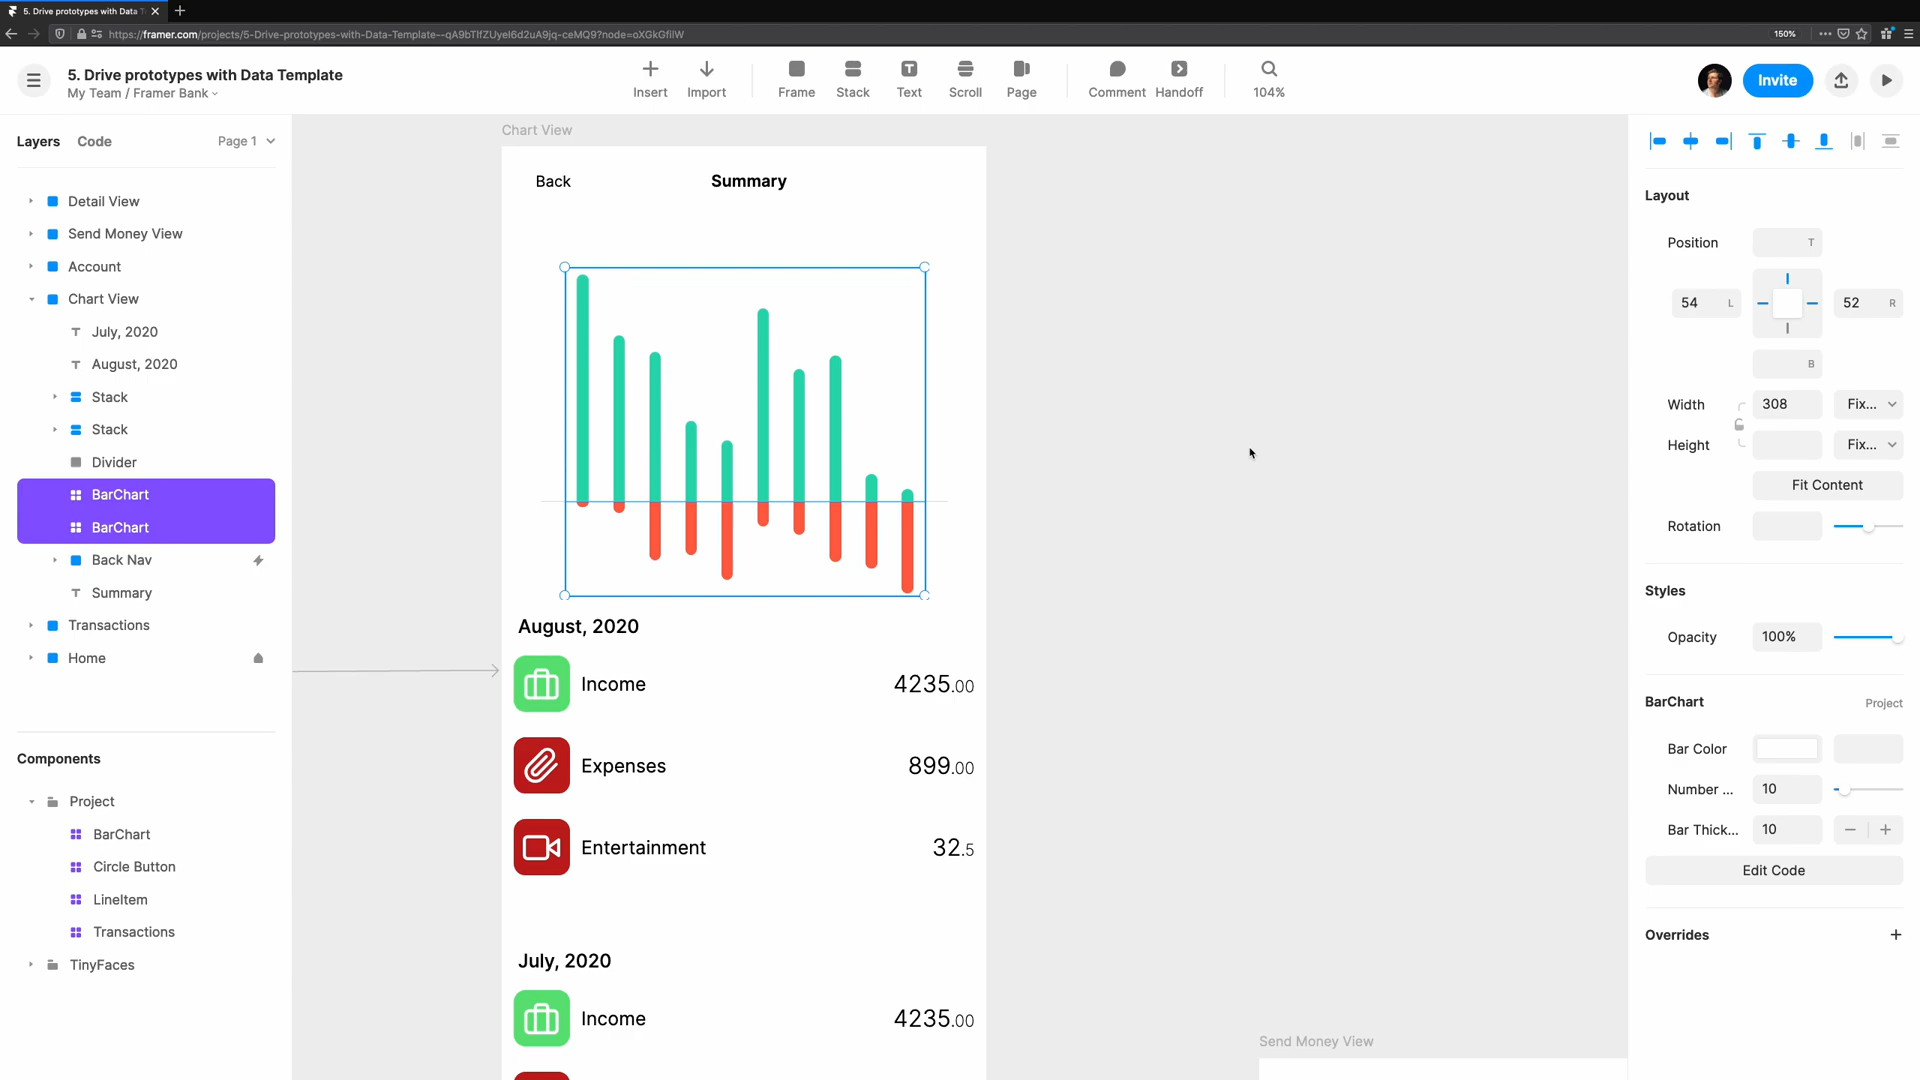 5. Drive prototypes with Data T
https://framer.com/projects/5-Drive-prototypes-with-Data-Template--qA9bTlfZUyeI6d2uA9jq-ceMQ9?node=oXGkGfilW
150%
5. Drive prototypes with Data Template
My Team / Framer Bank
Insert
Import
Frame
Stack
Text
Scroll
Page
Comment
Handoff
104%
Invite
Layers
Code
Page 1
Detail View
Send Money View
Account
Chart View
July, 2020
August, 2020
Stack
Stack
Divider
BarChart
BarChart
Back Nav
Summary
Transactions
Home
Components
Project
BarChart
Circle Button
LineItem
Transactions
TinyFaces
Chart View
Back
Summary
August, 2020
Income
4235.00
Expenses
899.00
Entertainment
32.5
July, 2020
Income
4235.00
Send Money View
Layout
Position
T
54 L
52 R
B
Width
308
Fix...
Height
Fix...
Fit Content
Rotation
Styles
Opacity
100%
BarChart
Project
Bar Color
Number ...
10
Bar Thick...
10
Edit Code
Overrides